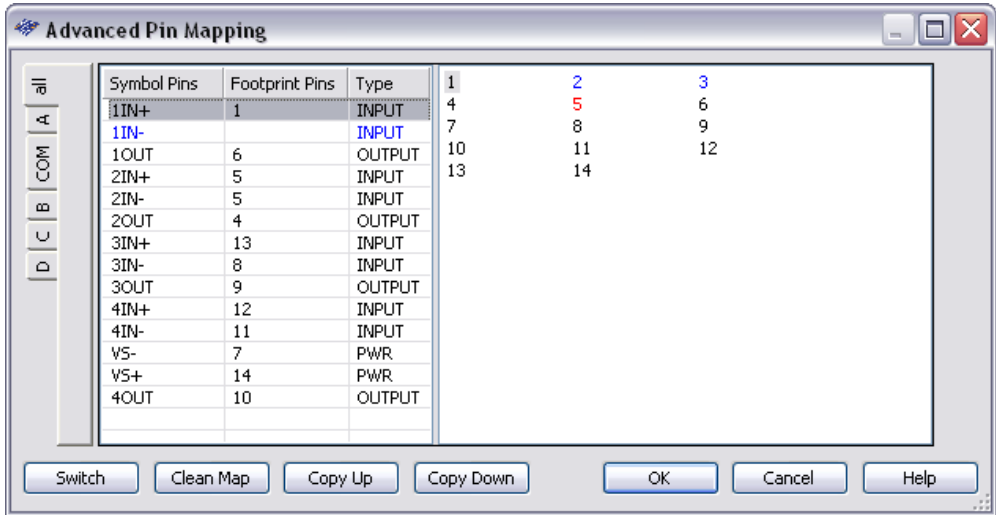 Advanced Pin Mapping
all
A
COM
B
C
D
Symbol Pins Footprint Pins Type
1IN+ 1 INPUT
1IN- INPUT
1OUT 6 OUTPUT
2IN+ 5 INPUT
2IN- 5 INPUT
2OUT 4 OUTPUT
3IN+ 13 INPUT
3IN- 8 INPUT
3OUT 9 OUTPUT
4IN+ 12 INPUT
4IN- 11 INPUT
VS- 7 PWR
VS+ 14 PWR
4OUT 10 OUTPUT
1 2 3
4 5 6
7 8 9
10 11 12
13 14
Switch Clean Map Copy Up Copy Down OK Cancel Help